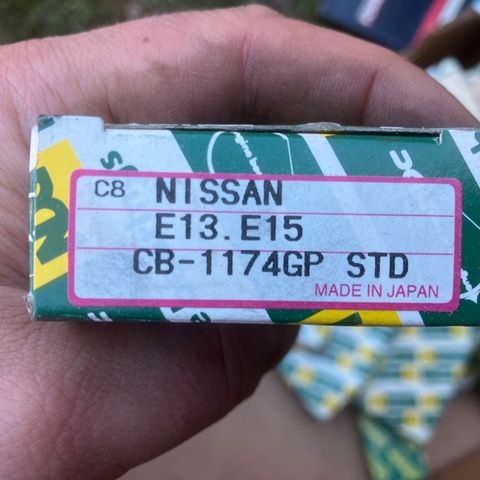 C8 NISSAN
E13.E15
CB-1174GP STD
MADE IN JAPAN